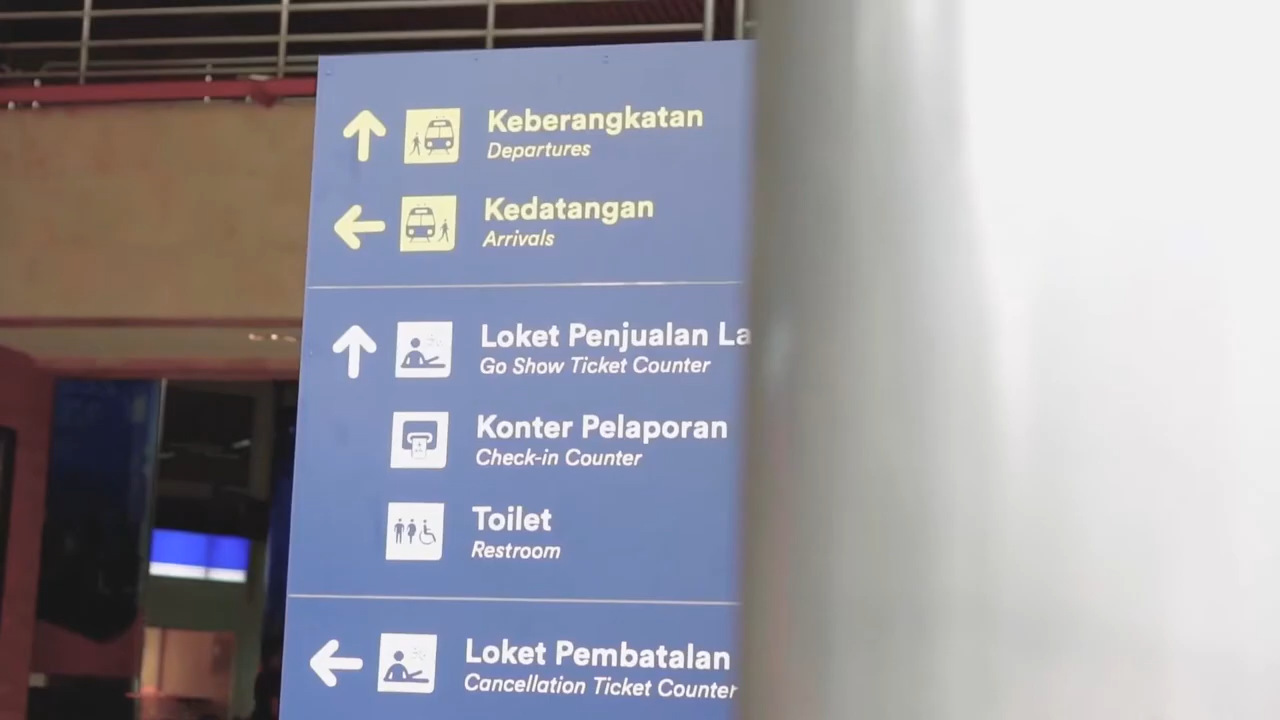 Keberangkatan
Departures
Kedatangan
Arrivals
Loket Penjualan La
Go Show Ticket Counter
Konter Pelaporan
Check-in Counter
Toilet
Restroom
Loket Pembatalan
Cancellation Ticket Counter